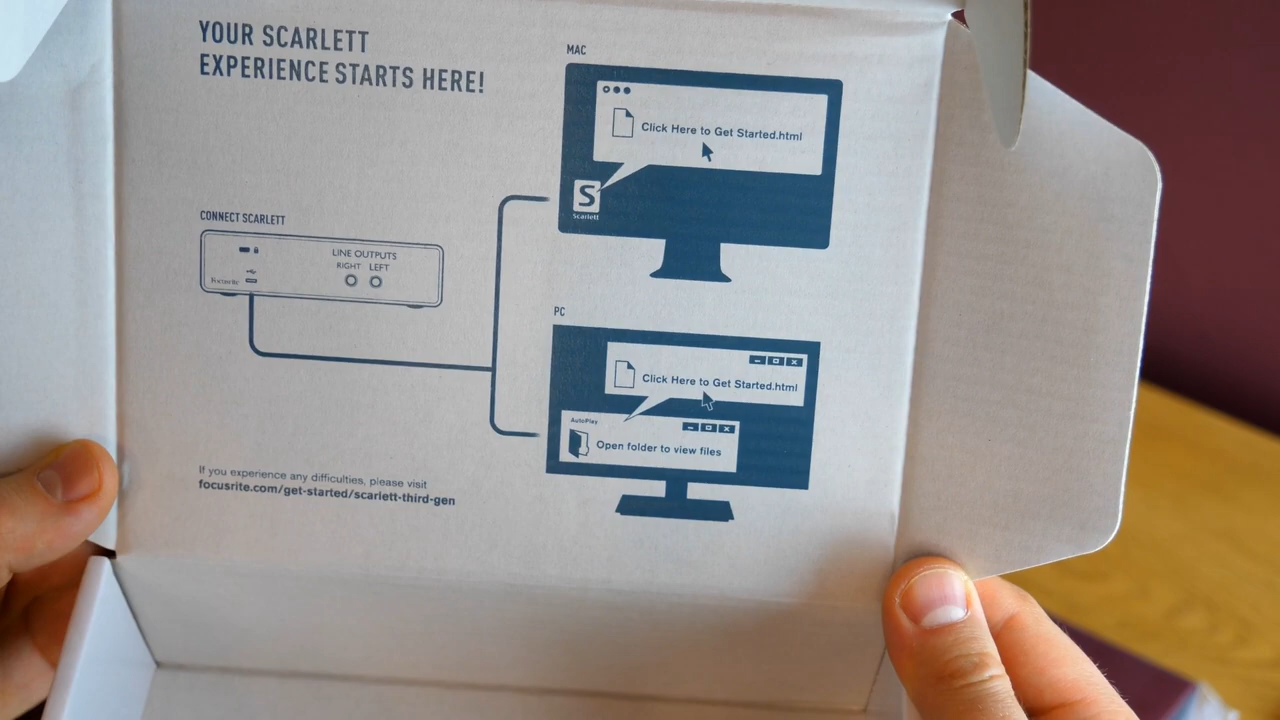 YOUR SCARLETT
EXPERIENCE STARTS HERE!
MAC
Click Here to Get Started.html
S
Scarlett
CONNECT SCARLETT
LINE OUTPUTS
RIGHT LEFT
Focusrite
PC
Click Here to Get Started.html
AutoPlay
Open folder to view files
If you experience any difficulties, please visit
focusrite.com/get-started/scarlett-third-gen